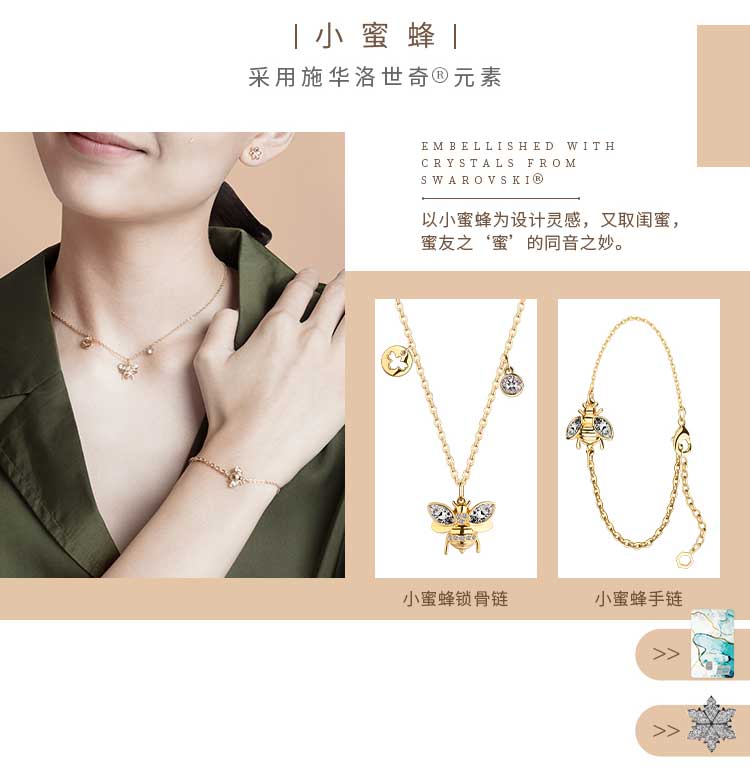 小蜜蜂
采用施华洛世奇®元素
EMBELLISHED WITH
CRYSTALS FROM
SWAROVSKI®
以小蜜蜂为设计灵感，又取闺蜜，
蜜友之‘蜜’的同音之妙。
小蜜蜂锁骨链
小蜜蜂手链
>>
>>